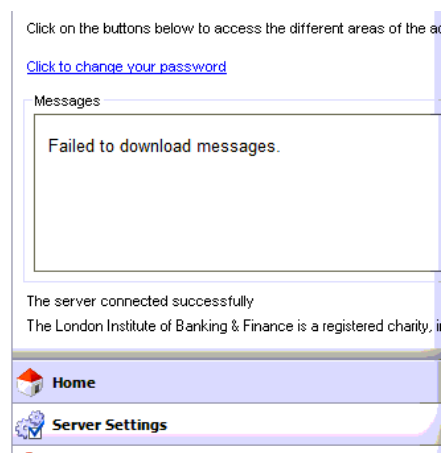 Click on the buttons below to access the different areas of the
Click to change your password
Messages
Failed to download messages.
The server connected successfully
The London Institute of Banking & Finance is a registered charity,
Home
Server Settings